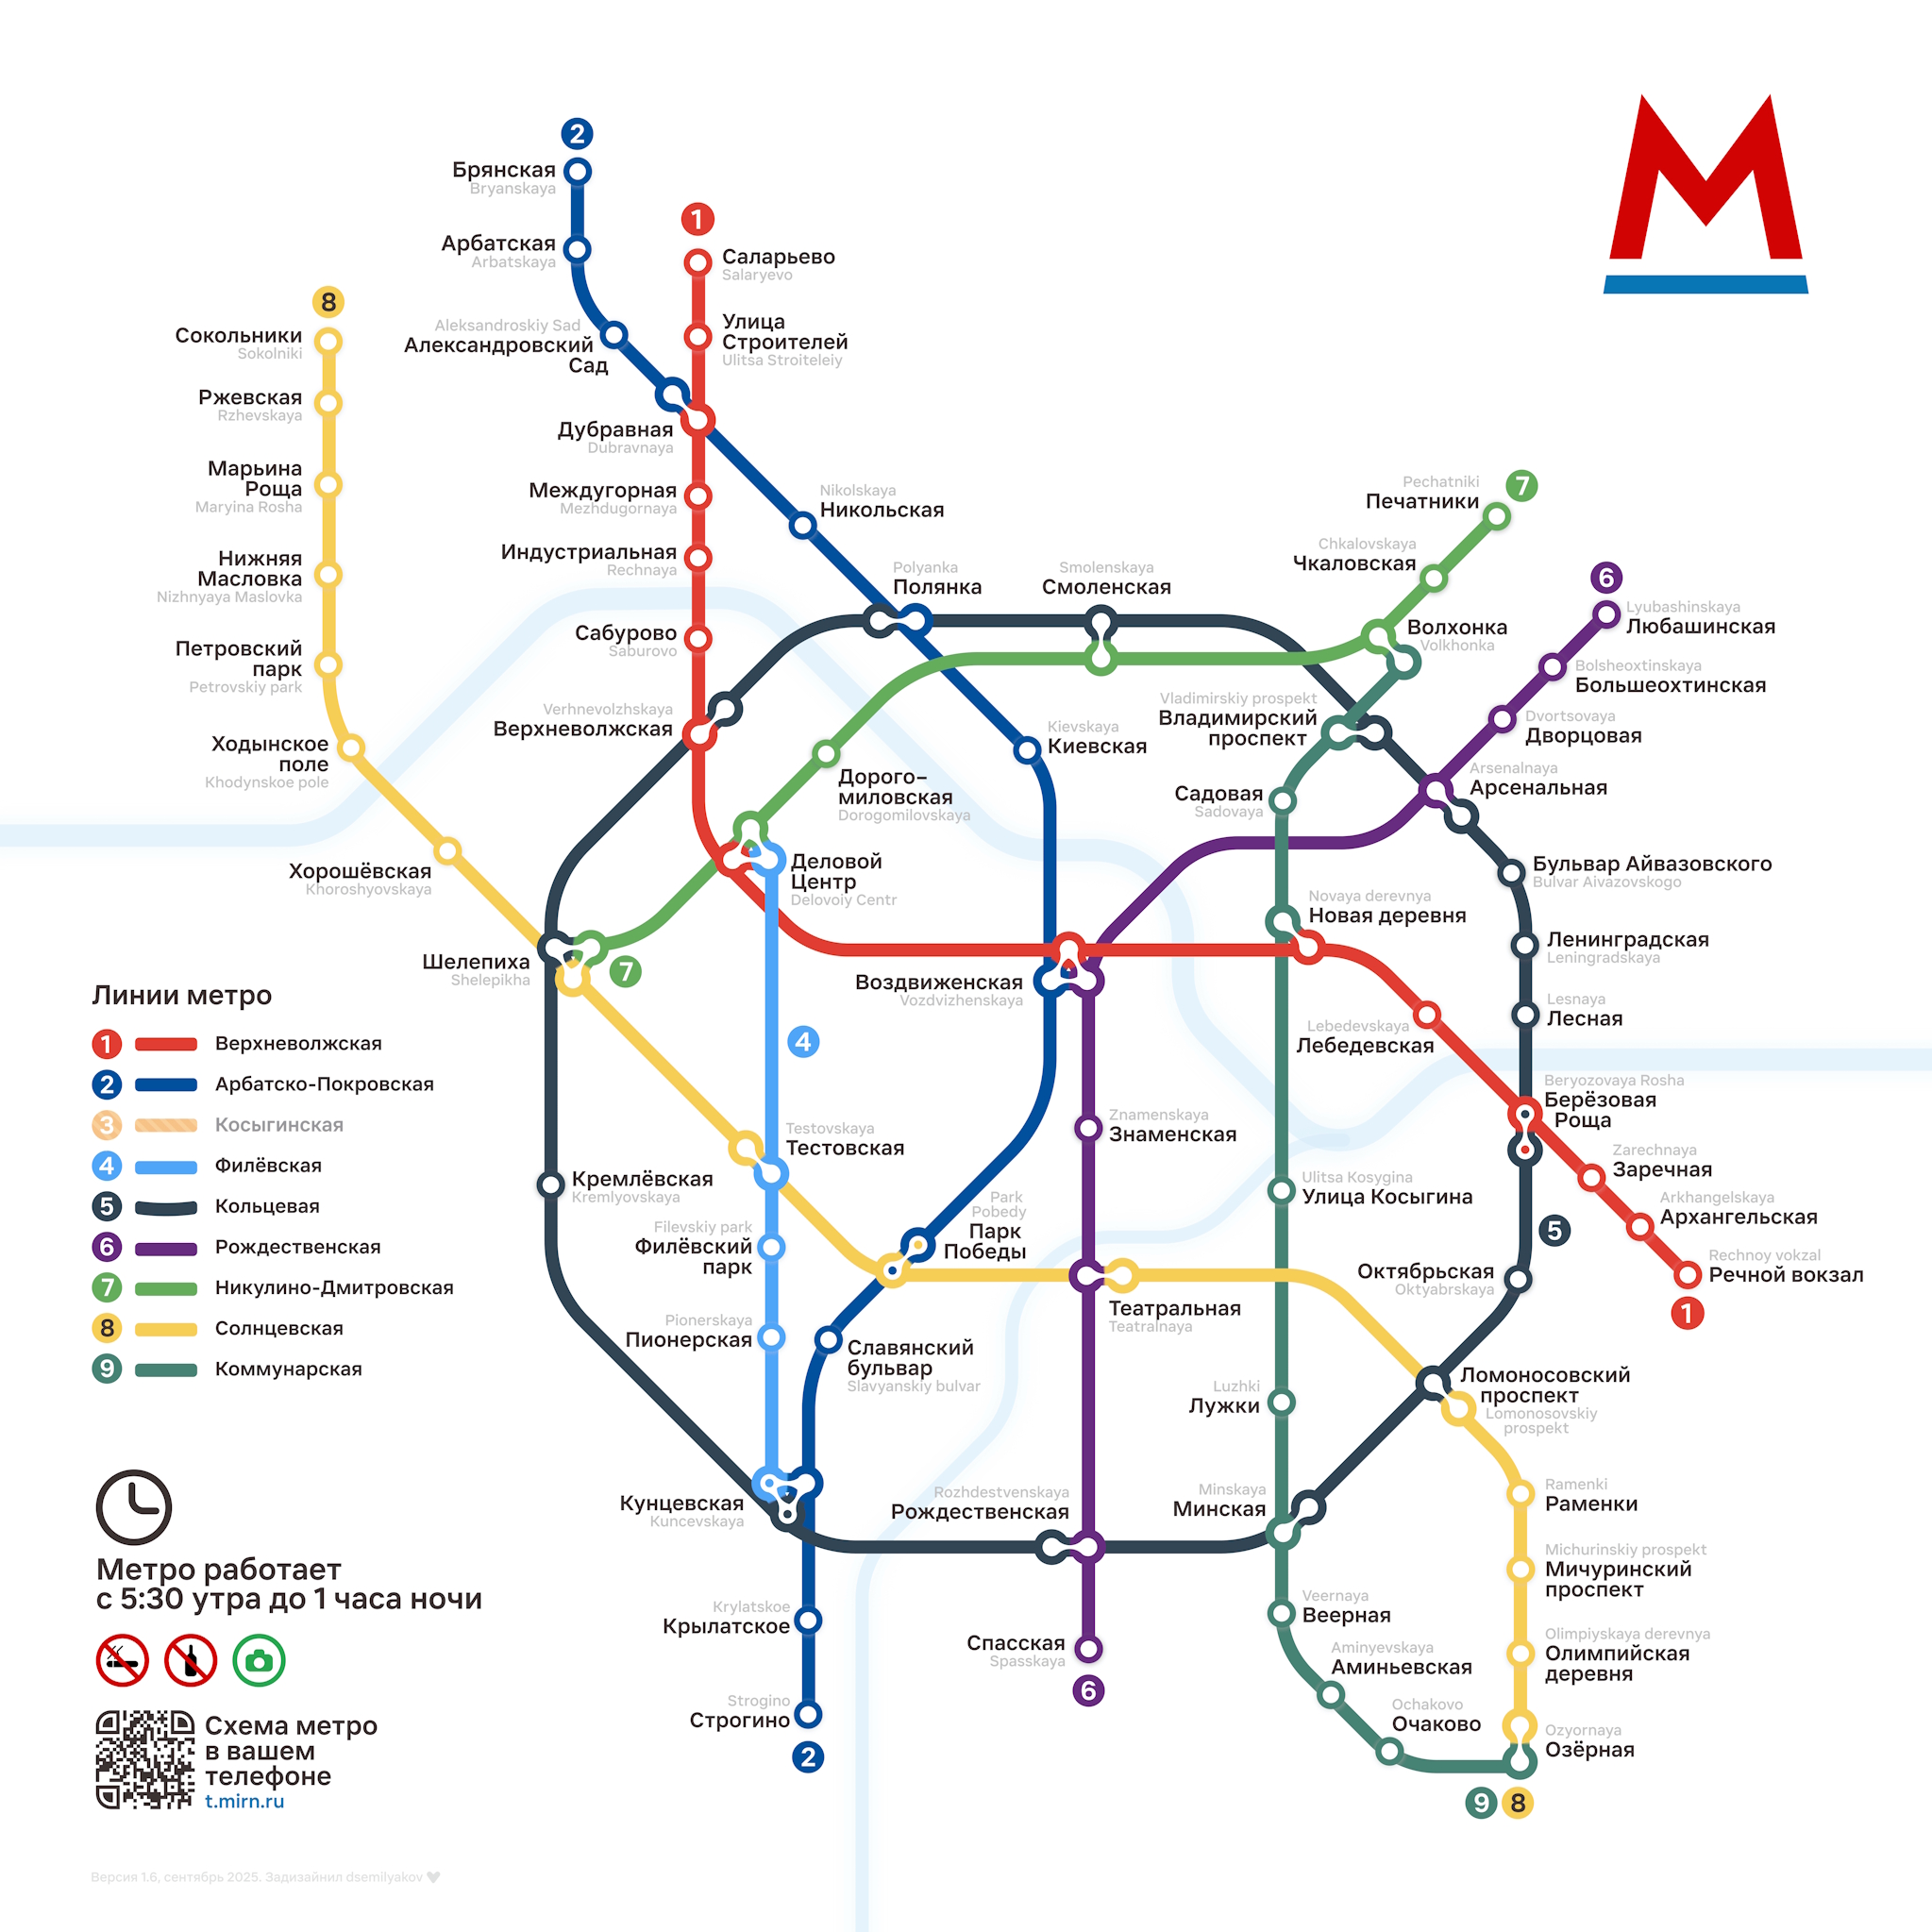 2
Брянская
Bryanskaya
Арбатская
Arbatskaya
Aleksandroskiy Sad
Александровский
Сад
1
Саларьево
Salaryevo
Улица
Строителей
Ulitsa Stroiteleiy
8
Сокольники
Sokolniki
Ржевская
Rzhevskaya
Марьина
Роща
Maryina Rosha
Нижняя
Масловка
Nizhnyaya Maslovka
Петровский
парк
Petrovskiy park
Ходынское
поле
Khodynskoe pole
Хорошёвская
Khoroshyovskaya
Дубравная
Dubravnaya
Междугорная
Mezhdugornaya
Индустриальная
Rechnaya
Сабурово
Saburovo
Verhnevolzhskaya
Верхневолжская
Nikolskaya
Никольская
Polyanka
Полянка
Smolenskaya
Смоленская
Pechatniki
Печатники
7
Chkalovskaya
Чкаловская
Волхонка
Volkhonka
6
Lyubashinskaya
Любашинская
Bolsheoxtinskaya
Большеохтинская
Dvortsovaya
Дворцовая
Arsenalnaya
Арсенальная
Vladimirskiy prospekt
Владимирский
проспект
Садовая
Sadovaya
Kievskaya
Киевская
Дорого-
миловская
Dorogomilovskaya
Деловой
Центр
Delovoiy Centr
Бульвар Айвазовского
Bulvar Aivazovskogo
Novaya derevnya
Новая деревня
Ленинградская
Leningradskaya
Lesnaya
Лесная
Шелепиха
Shelepikha
7
Воздвиженская
Vozdvizhenskaya
Lebedevskaya
Лебедевская
4
Beryozovaya Rosha
Берёзовая
Роща
Zarechnaya
Заречная
Arkhangelskaya
Архангельская
Rechnoy vokzal
Речной вокзал
1
5
Testovskaya
Тестовская
Znamenskaya
Знаменская
Кремлёвская
Kremlyovskaya
Ulitsa Kosygina
Улица Косыгина
Filevskiy park
Филёвский
парк
Park
Pobedy
Парк
Победы
Октябрьская
Oktyabrskaya
Pionerskaya
Пионерская
Славянский
бульвар
Slavyanskiy bulvar
Театральная
Teatralnaya
Luzhki
Лужки
Ломоносовский
проспект
Lomonosovskiy
prospekt
Кунцевская
Kuncevskaya
Rozhdestvenskaya
Рождественская
Minskaya
Минская
Ramenki
Раменки
Michurinskiy prospekt
Мичуринский
проспект
Krylatskoe
Крылатское
Спасская
Spasskaya
6
Veernaya
Веерная
Aminyevskaya
Аминьевская
Olimpiyskaya derevnya
Олимпийская
деревня
Strogino
Строгино
2
Ochakovo
Очаково
Ozyornaya
Озёрная
9 8
Линии метро
1 Верхневолжская
2 Арбатско-Покровская
3 Косыгинская
4 Филёвская
5 Кольцевая
6 Рождественская
7 Никулино-Дмитровская
8 Солнцевская
9 Коммунарская
Метро работает
с 5:30 утра до 1 часа ночи
Схема метро
в вашем
телефоне
t.mirn.ru
Версия 1.6, сентябрь 2025. Задизайнил dsemilyakov